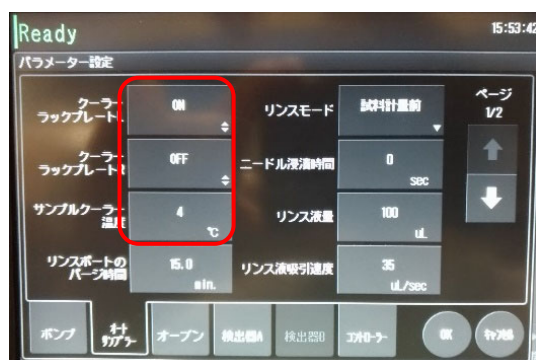 Ready
15:53:42
パラメーター設定
クーラー
ラックプレートL
ON
クーラー
ラックプレートR
OFF
サンプルクーラー
温度
4
℃
リンスポートの
パージ時間
15.0
min.
リンスモード
試料計量前
ニードル浸漬時間
0
sec
リンス液量
100
uL
リンス液吸引速度
35
uL/sec
ページ
1/2
ポンプ
オート
サンプラー
オーブン
検出器A
検出器B
コントローラー
OK
キャンセル